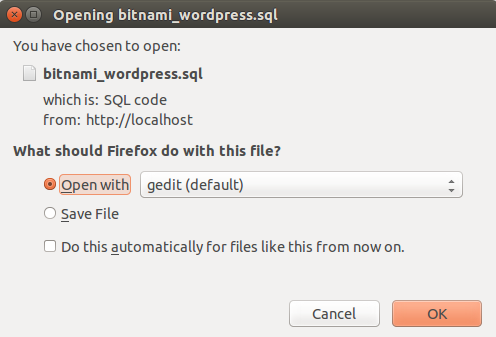 Opening bitnami_wordpress.sql
You have chosen to open:
bitnami_wordpress.sql
which is: SQL code
from: http://localhost
What should Firefox do with this file?
Open with gedit (default)
Save File
Do this automatically for files like this from now on.
Cancel OK